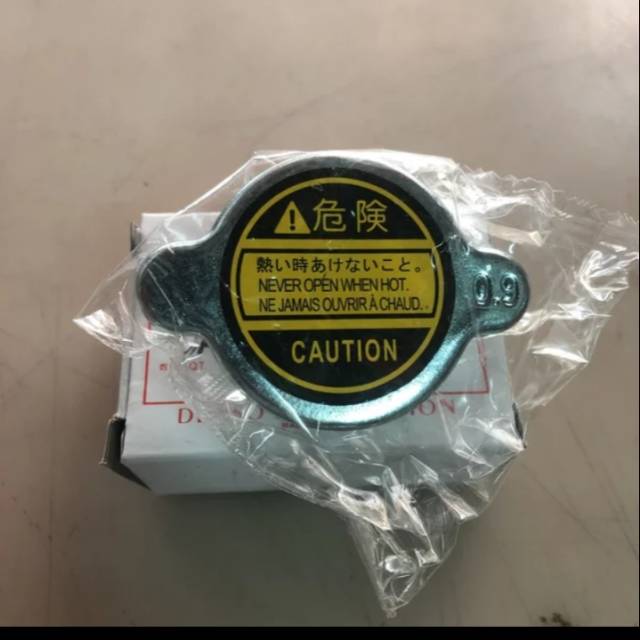 危険
熱い時あけないこと。
NEVER OPEN WHEN HOT.
NE JAMAIS OUVRIR À CHAUD.
CAUTION
0.9